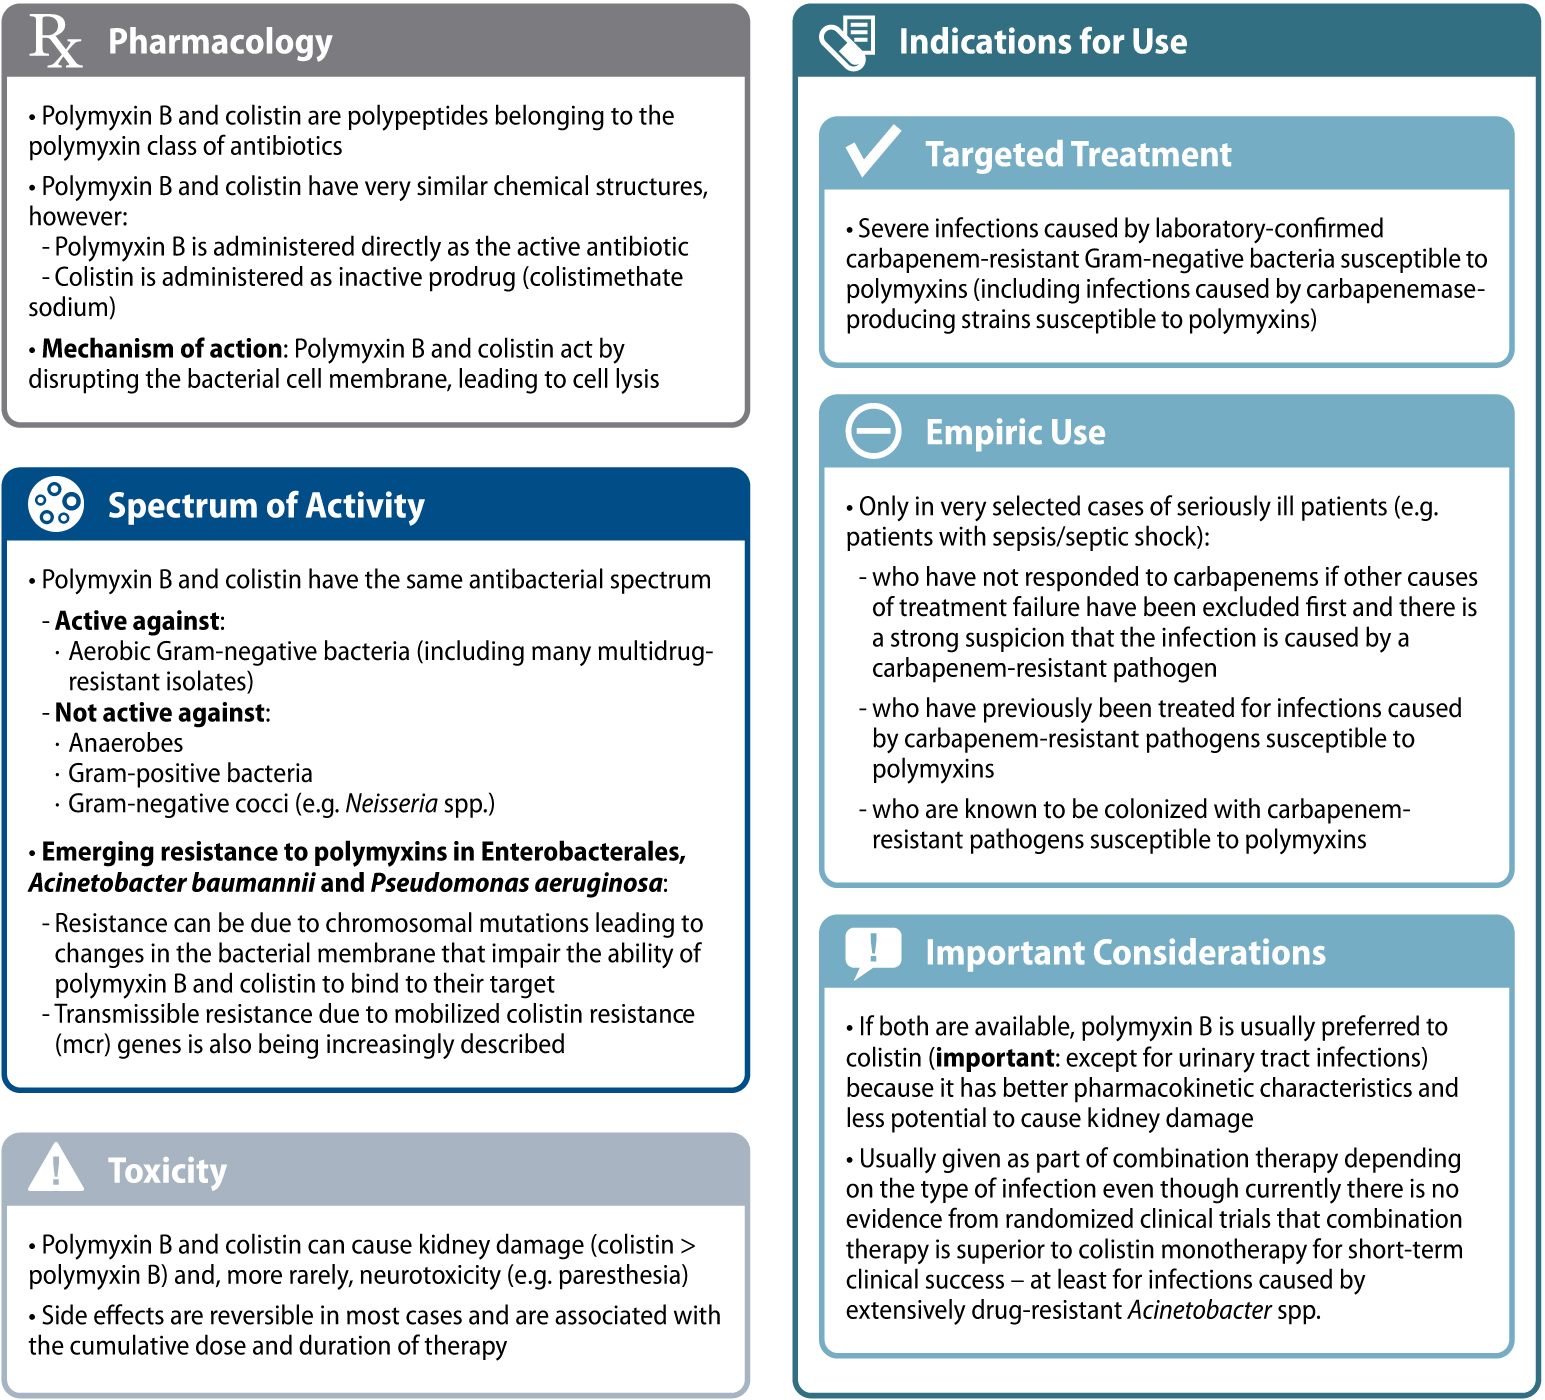 Rx Pharmacology
• Polymyxin B and colistin are polypeptides belonging to the
polymyxin class of antibiotics
• Polymyxin B and colistin have very similar chemical structures,
however:
- Polymyxin B is administered directly as the active antibiotic
- Colistin is administered as inactive prodrug (colistimethate
sodium)
• Mechanism of action: Polymyxin B and colistin act by
disrupting the bacterial cell membrane, leading to cell lysis
Spectrum of Activity
• Polymyxin B and colistin have the same antibacterial spectrum
- Active against:
· Aerobic Gram-negative bacteria (including many multidrug-
resistant isolates)
- Not active against:
· Anaerobes
· Gram-positive bacteria
· Gram-negative cocci (e.g. Neisseria spp.)
• Emerging resistance to polymyxins in Enterobacterales,
Acinetobacter baumannii and Pseudomonas aeruginosa:
- Resistance can be due to chromosomal mutations leading to
changes in the bacterial membrane that impair the ability of
polymyxin B and colistin to bind to their target
- Transmissible resistance due to mobilized colistin resistance
(mcr) genes is also being increasingly described
! Toxicity
• Polymyxin B and colistin can cause kidney damage (colistin >
polymyxin B) and, more rarely, neurotoxicity (e.g. paresthesia)
• Side effects are reversible in most cases and are associated with
the cumulative dose and duration of therapy
Indications for Use
Targeted Treatment
• Severe infections caused by laboratory-confirmed
carbapenem-resistant Gram-negative bacteria susceptible to
polymyxins (including infections caused by carbapenemase-
producing strains susceptible to polymyxins)
Empiric Use
• Only in very selected cases of seriously ill patients (e.g.
patients with sepsis/septic shock):
- who have not responded to carbapenems if other causes
of treatment failure have been excluded first and there is
a strong suspicion that the infection is caused by a
carbapenem-resistant pathogen
- who have previously been treated for infections caused
by carbapenem-resistant pathogens susceptible to
polymyxins
- who are known to be colonized with carbapenem-
resistant pathogens susceptible to polymyxins
! Important Considerations
• If both are available, polymyxin B is usually preferred to
colistin (important: except for urinary tract infections)
because it has better pharmacokinetic characteristics and
less potential to cause kidney damage
• Usually given as part of combination therapy depending
on the type of infection even though currently there is no
evidence from randomized clinical trials that combination
therapy is superior to colistin monotherapy for short-term
clinical success – at least for infections caused by
extensively drug-resistant Acinetobacter spp.